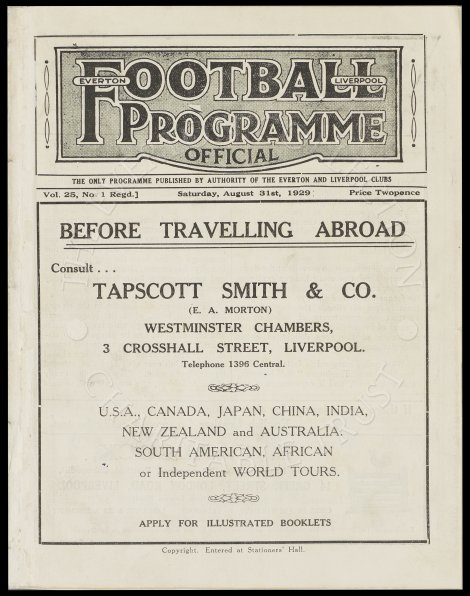 EVERTON
LIVERPOOL
FOOTBALL
PROGRAMME
OFFICIAL
THE ONLY PROGRAMME PUBLISHED BY AUTHORITY OF THE EVERTON AND LIVERPOOL CLUBS
Vol. 25, No. 1 Regd.] Saturday, August 31st, 1929 Price Twopence
BEFORE TRAVELLING ABROAD
Consult . . .
TAPSCOTT SMITH & CO.
(E. A. MORTON)
WESTMINSTER CHAMBERS,
3 CROSSHALL STREET, LIVERPOOL.
Telephone 1396 Central.
U.S.A., CANADA, JAPAN, CHINA, INDIA,
NEW ZEALAND and AUSTRALIA.
SOUTH AMERICAN, AFRICAN
or Independent WORLD TOURS.
APPLY FOR ILLUSTRATED BOOKLETS
Copyright. Entered at Stationers' Hall.